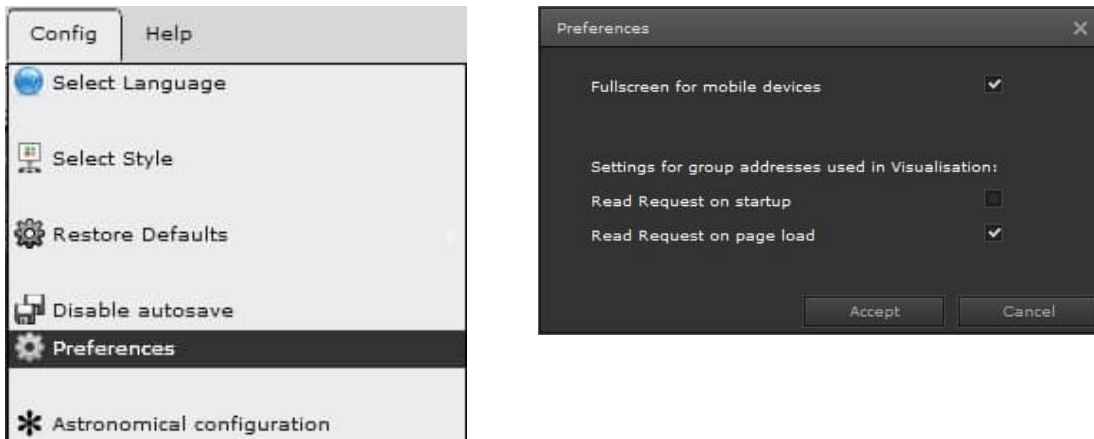 Config
Help
Select Language
Select Style
Restore Defaults
Disable autosave
Preferences
Astronomical configuration
Preferences
Fullscreen for mobile devices
Settings for group addresses used in Visualisation:
Read Request on startup
Read Request on page load
Accept
Cancel